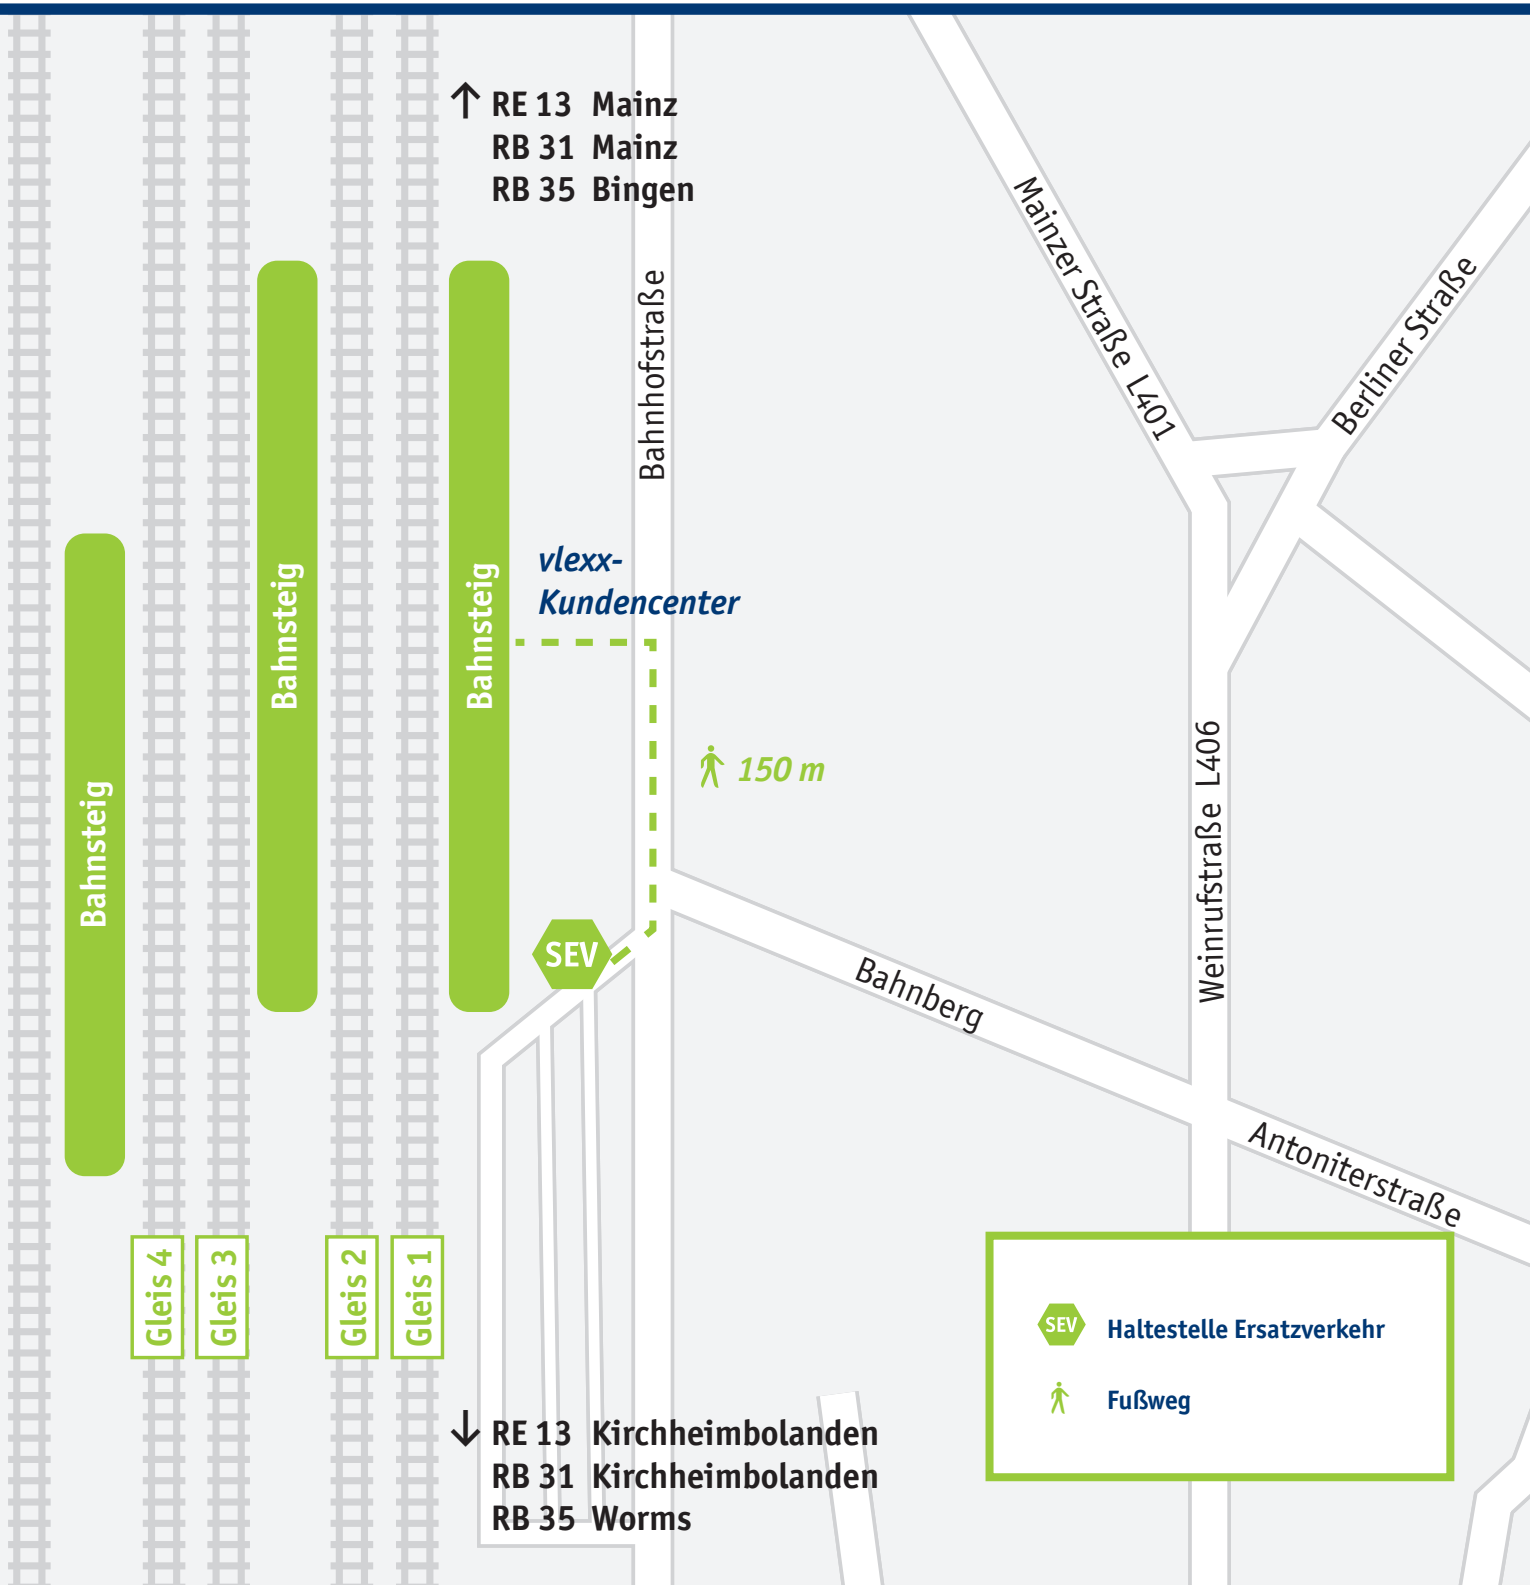 RE 13 Mainz
RB 31 Mainz
RB 35 Bingen
Mainzer Straße L401
Berliner Straße
Bahnhofstraße
vlexx-
Kundencenter
Bahnsteig
Bahnsteig
Bahnsteig
150 m
Weinrufstraße L406
SEV
Bahnberg
Antoniterstraße
Gleis 4
Gleis 3
Gleis 2
Gleis 1
SEV Haltestelle Ersatzverkehr
Fußweg
RE 13 Kirchheimbolanden
RB 31 Kirchheimbolanden
RB 35 Worms